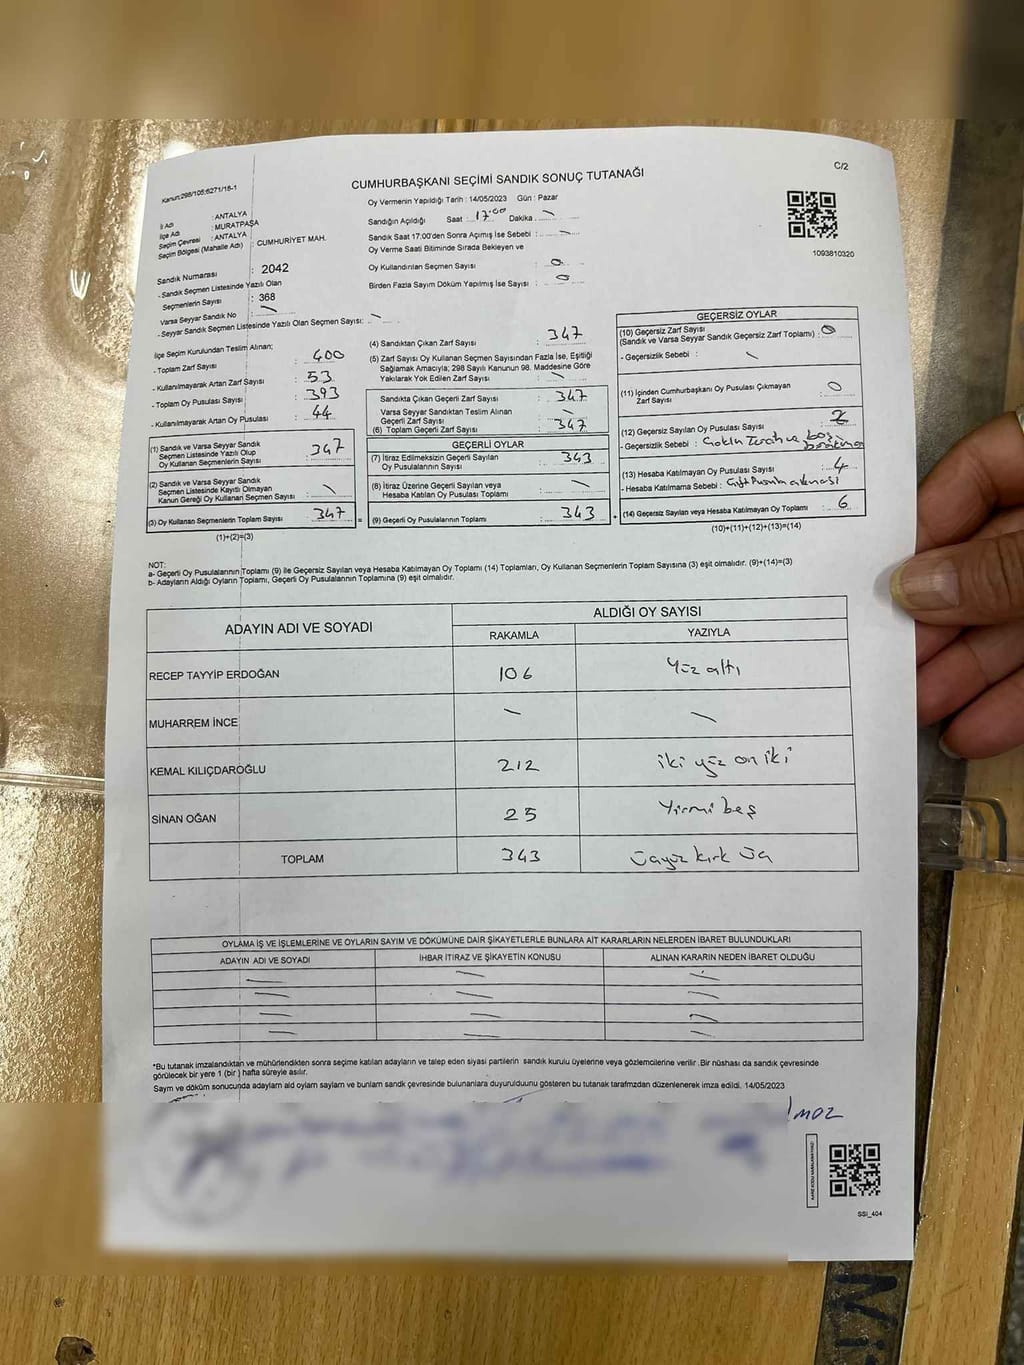 C/2
Kanun:298/105;6271/18-1
CUMHURBAŞKANI SEÇİMİ SANDIK SONUÇ TUTANAĞI
İl Adı : ANTALYA
İlçe Adı : MURATPAŞA
Seçim Çevresi : ANTALYA
Seçim Bölgesi (Mahalle Adı) : CUMHURİYET MAH.
Sandık Numarası : 2042
- Sandık Seçmen Listesinde Yazılı Olan
Seçmenlerin Sayısı : 368
Varsa Seyyar Sandık No : —
- Seyyar Sandık Seçmen Listesinde Yazılı Olan Seçmen Sayısı: —
Oy Vermenin Yapıldığı Tarih : 14/05/2023 Gün : Pazar
Sandığın Açıldığı Saat : 17:00 Dakika : —
Sandık Saat 17:00'den Sonra Açımış İse Sebebi : —
Oy Verme Saati Bitiminde Sırada Bekleyen ve
Oy Kullandırılan Seçmen Sayısı : 0
Birden Fazla Sayım Döküm Yapılmış İse Sayısı : 0
1093810320
İlçe Seçim Kurulundan Teslim Alınan;
- Toplam Zarf Sayısı : 400
- Kullanılmayarak Artan Zarf Sayısı : 53
- Toplam Oy Pusulası Sayısı : 393
- Kullanılmayarak Artan Oy Pusulası : 44
(1) Sandık ve Varsa Seyyar Sandık
Seçmen Listesinde Yazılı Olup
Oy Kullanan Seçmenlerin Sayısı : 347
(2) Sandık ve Varsa Seyyar Sandık
Seçmen Listesinde Kayıtlı Olmayan
Kanun Gereği Oy Kullanan Seçmen Sayısı : —
(3) Oy Kullanan Seçmenlerin Toplam Sayısı : 347
(1)+(2)=(3)
(4) Sandıktan Çıkan Zarf Sayısı : 347
(5) Zarf Sayısı Oy Kullanan Seçmen Sayısından Fazla İse, Eşitliği
Sağlamak Amacıyla; 298 Sayılı Kanunun 98. Maddesine Göre
Yakılarak Yok Edilen Zarf Sayısı : —
Sandıkta Çıkan Geçerli Zarf Sayısı : 347
Varsa Seyyar Sandıktan Teslim Alınan
Geçerli Zarf Sayısı : —
(6) Toplam Geçerli Zarf Sayısı : 347
GEÇERLİ OYLAR
(7) İtiraz Edilmeksizin Geçerli Sayılan
Oy Pusulalarının Sayısı : 343
(8) İtiraz Üzerine Geçerli Sayılan veya
Hesaba Katılan Oy Pusulası Toplamı : —
(9) Geçerli Oy Pusulalarının Toplamı : 343
GEÇERSİZ OYLAR
(10) Geçersiz Zarf Sayısı : 0
(Sandık ve Varsa Seyyar Sandık Geçersiz Zarf Toplamı)
- Geçersizlik Sebebi : —
(11) İçinden Cumhurbaşkanı Oy Pusulası Çıkmayan
Zarf Sayısı : 0
(12) Geçersiz Sayılan Oy Pusulası Sayısı : 2
- Geçersizlik Sebebi : ve boş
(13) Hesaba Katılmayan Oy Pusulası Sayısı : 4
- Hesaba Katılmama Sebebi : Çift Pusula
(14) Geçersiz Sayılan veya Hesaba Katılmayan Oy Toplamı : 6
(10)+(11)+(12)+(13)=(14)
NOT:
a- Geçerli Oy Pusulalarının Toplamı (9) ile Geçersiz Sayılan veya Hesaba Katılmayan Oy Toplamı (14) Toplamları, Oy Kullanan Seçmenlerin Toplam Sayısına (3) eşit olmalıdır. (9)+(14)=(3)
b- Adayların Aldığı Oyların Toplamı, Geçerli Oy Pusulalarının Toplamına (9) eşit olmalıdır.
ADAYIN ADI VE SOYADI ALDIĞI OY SAYISI
RAKAMLA YAZIYLA
RECEP TAYYİP ERDOĞAN 106 Yüz altı
MUHARREM İNCE — —
KEMAL KILIÇDAROĞLU 212 iki yüz on iki
SİNAN OĞAN 25 Yirmi beş
TOPLAM 343 üçyüz kırk üç
OYLAMA İŞ VE İŞLEMLERİNE VE OYLARIN SAYIM VE DÖKÜMÜNE DAİR ŞİKAYETLERLE BUNLARA AİT KARARLARIN NELERDEN İBARET BULUNDUKLARI
ADAYIN ADI VE SOYADI İHBAR İTİRAZ VE ŞİKAYETİN KONUSU ALINAN KARARIN NEDEN İBARET OLDUĞU
*Bu tutanak imzalandıktan ve mühürlendikten sonra seçime katılan adayların ve talep eden siyasi partilerin sandık kurulu üyelerine veya gözlemcilerine verilir .Bir nüshası da sandık çevresinde
görülecek bir yere 1 (bir ) hafta süreyle asılır.
Sayım ve döküm sonucunda adayların aldığı oyların sayıları ve bunların sandık çevresinde bulunanlara duyurulduğunu gösteren bu tutanak tarafımızdan düzenlenerek imza edildi. 14/05/2023
SSI_404